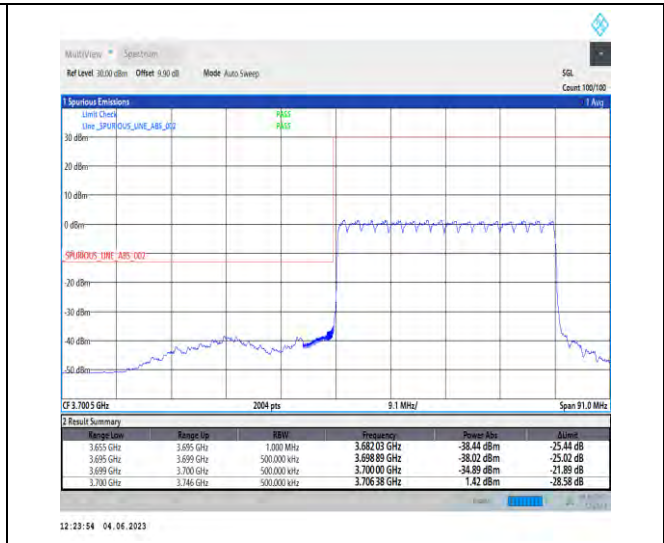 MultiView Spectrum
Ref Level 30.00 dBm Offset 9.90 dB Mode Auto Sweep SGL
Count 100/100
1 Spurious Emissions 1 Avg
Limit Check PASS
Line _SPURIOUS_LINE_ABS_002 PASS
30 dBm
20 dBm
10 dBm
0 dBm
_SPURIOUS_LINE_ABS_002
-20 dBm
-30 dBm
-40 dBm
-50 dBm
CF 3.7005 GHz 2004 pts 9.1 MHz/ Span 91.0 MHz
2 Result Summary
Range Low Range Up RBW Frequency Power Abs ΔLimit
3.655 GHz 3.695 GHz 1.000 MHz 3.68203 GHz -38.44 dBm -25.44 dB
3.695 GHz 3.699 GHz 500.000 kHz 3.69889 GHz -38.02 dBm -25.02 dB
3.699 GHz 3.700 GHz 500.000 kHz 3.70000 GHz -34.89 dBm -21.89 dB
3.700 GHz 3.746 GHz 500.000 kHz 3.70638 GHz 1.42 dBm -28.58 dB
12:23:54 04.06.2023